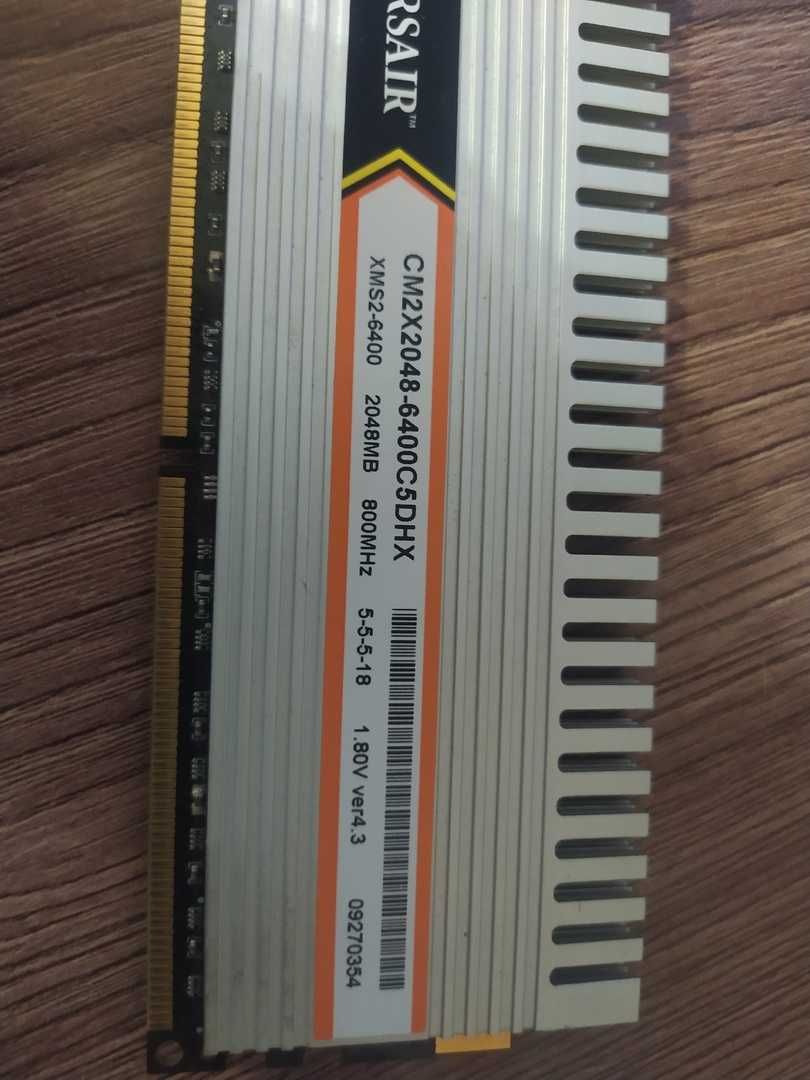 RSAIR™
CM2X2048-6400C5DHX
XMS2-6400 2048MB 800MHz 5-5-5-18 1.80V ver4.3 09270354